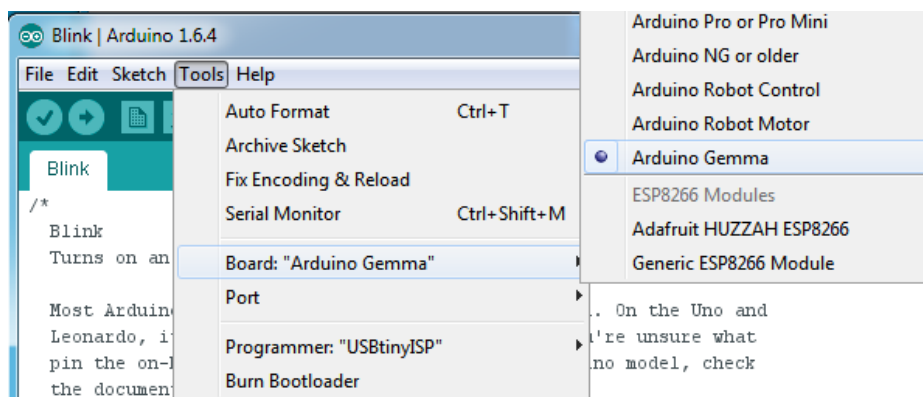 Blink | Arduino 1.6.4
File Edit Sketch Tools Help
Blink
/*
Blink
Turns on an
Most Arduin
Leonardo, i
pin the on-
the documen
Auto Format Ctrl+T
Archive Sketch
Fix Encoding & Reload
Serial Monitor Ctrl+Shift+M
Board: "Arduino Gemma"
Port
Programmer: "USBtinyISP"
Burn Bootloader
Arduino Pro or Pro Mini
Arduino NG or older
Arduino Robot Control
Arduino Robot Motor
Arduino Gemma
ESP8266 Modules
Adafruit HUZZAH ESP8266
Generic ESP8266 Module
. On the Uno and
're unsure what
no model, check